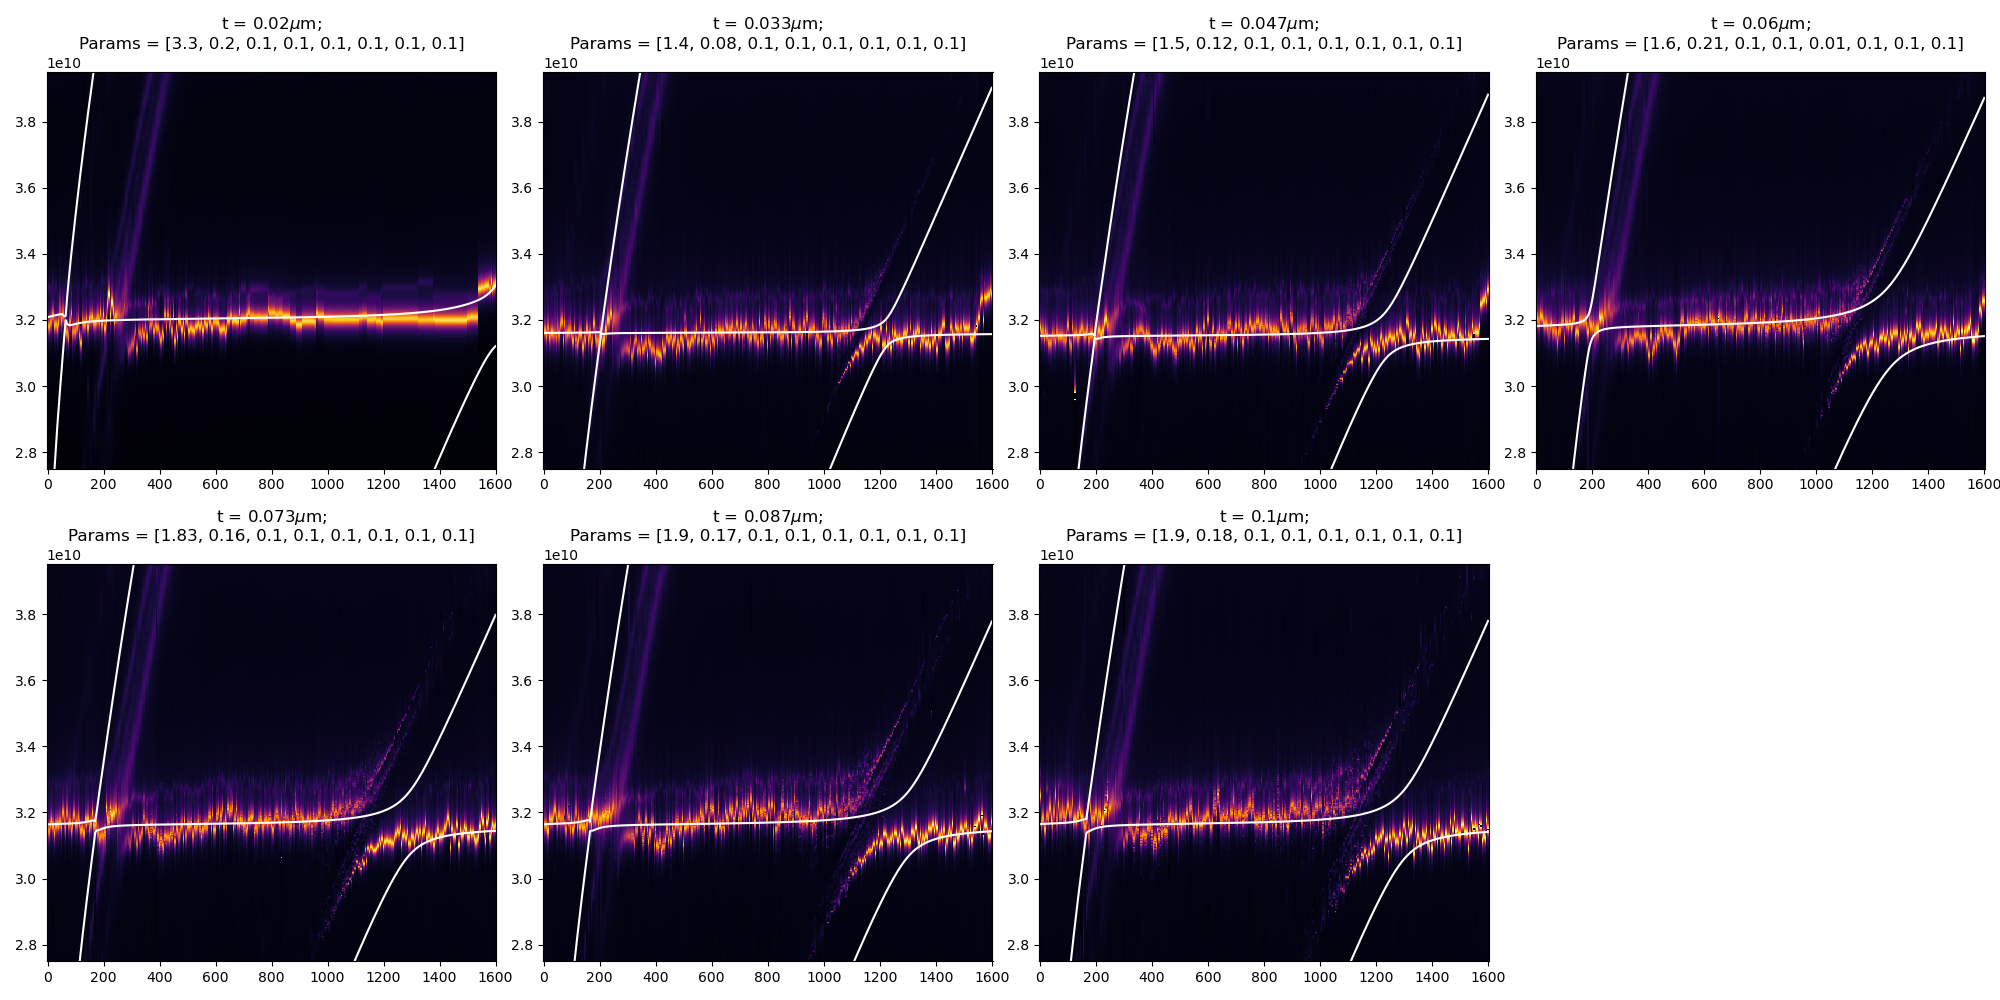 t = 0.02μm;
Params = [3.3, 0.2, 0.1, 0.1, 0.1, 0.1, 0.1, 0.1]
1e10
3.8
3.6
3.4
3.2
3.0
2.8
0 200 400 600 800 1000 1200 1400 1600
t = 0.033μm;
Params = [1.4, 0.08, 0.1, 0.1, 0.1, 0.1, 0.1, 0.1]
1e10
3.8
3.6
3.4
3.2
3.0
2.8
0 200 400 600 800 1000 1200 1400 1600
t = 0.047μm;
Params = [1.5, 0.12, 0.1, 0.1, 0.1, 0.1, 0.1, 0.1]
1e10
3.8
3.6
3.4
3.2
3.0
2.8
0 200 400 600 800 1000 1200 1400 1600
t = 0.06μm;
Params = [1.6, 0.21, 0.1, 0.1, 0.01, 0.1, 0.1, 0.1]
1e10
3.8
3.6
3.4
3.2
3.0
2.8
0 200 400 600 800 1000 1200 1400 1600
t = 0.073μm;
Params = [1.83, 0.16, 0.1, 0.1, 0.1, 0.1, 0.1, 0.1]
1e10
3.8
3.6
3.4
3.2
3.0
2.8
0 200 400 600 800 1000 1200 1400 1600
t = 0.087μm;
Params = [1.9, 0.17, 0.1, 0.1, 0.1, 0.1, 0.1, 0.1]
1e10
3.8
3.6
3.4
3.2
3.0
2.8
0 200 400 600 800 1000 1200 1400 1600
t = 0.1μm;
Params = [1.9, 0.18, 0.1, 0.1, 0.1, 0.1, 0.1, 0.1]
1e10
3.8
3.6
3.4
3.2
3.0
2.8
0 200 400 600 800 1000 1200 1400 1600